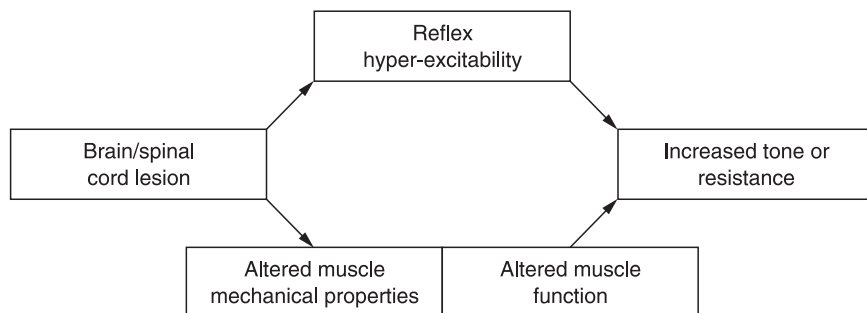 Reflex
hyper-excitability
Brain/spinal
cord lesion
Increased tone or
resistance
Altered muscle
mechanical properties
Altered muscle
function